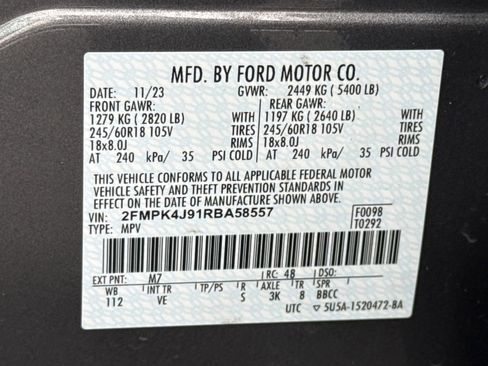 MFD. BY FORD MOTOR CO.
DATE: 11/23 GVWR: 2449 KG ( 5400 LB)
FRONT GAWR: REAR GAWR:
1279 KG ( 2820 LB) 1197 KG ( 2640 LB)
245/60R18 105V TIRES 245/60R18 105V
18x8.0J RIMS 18x8.0J
AT 240 kPa/ 35 PSI COLD AT 240 kPa/ 35 PSI COLD
THIS VEHICLE CONFORMS TO ALL APPLICABLE FEDERAL MOTOR
VEHICLE SAFETY AND THEFT PREVENTION STANDARDS IN
EFFECT ON THE DATE OF MANUFACTURE SHOWN ABOVE.
VIN: 2FMPK4J91RBA58557 F0098
TYPE: MPV T0292
EXT PNT: M7 RC: 48 DSO:
WB INT TR TP/PS R AXLE TR SPR
112 VE S 3K 8 BBCC
UTC ▽ 5U5A-1520472-BA